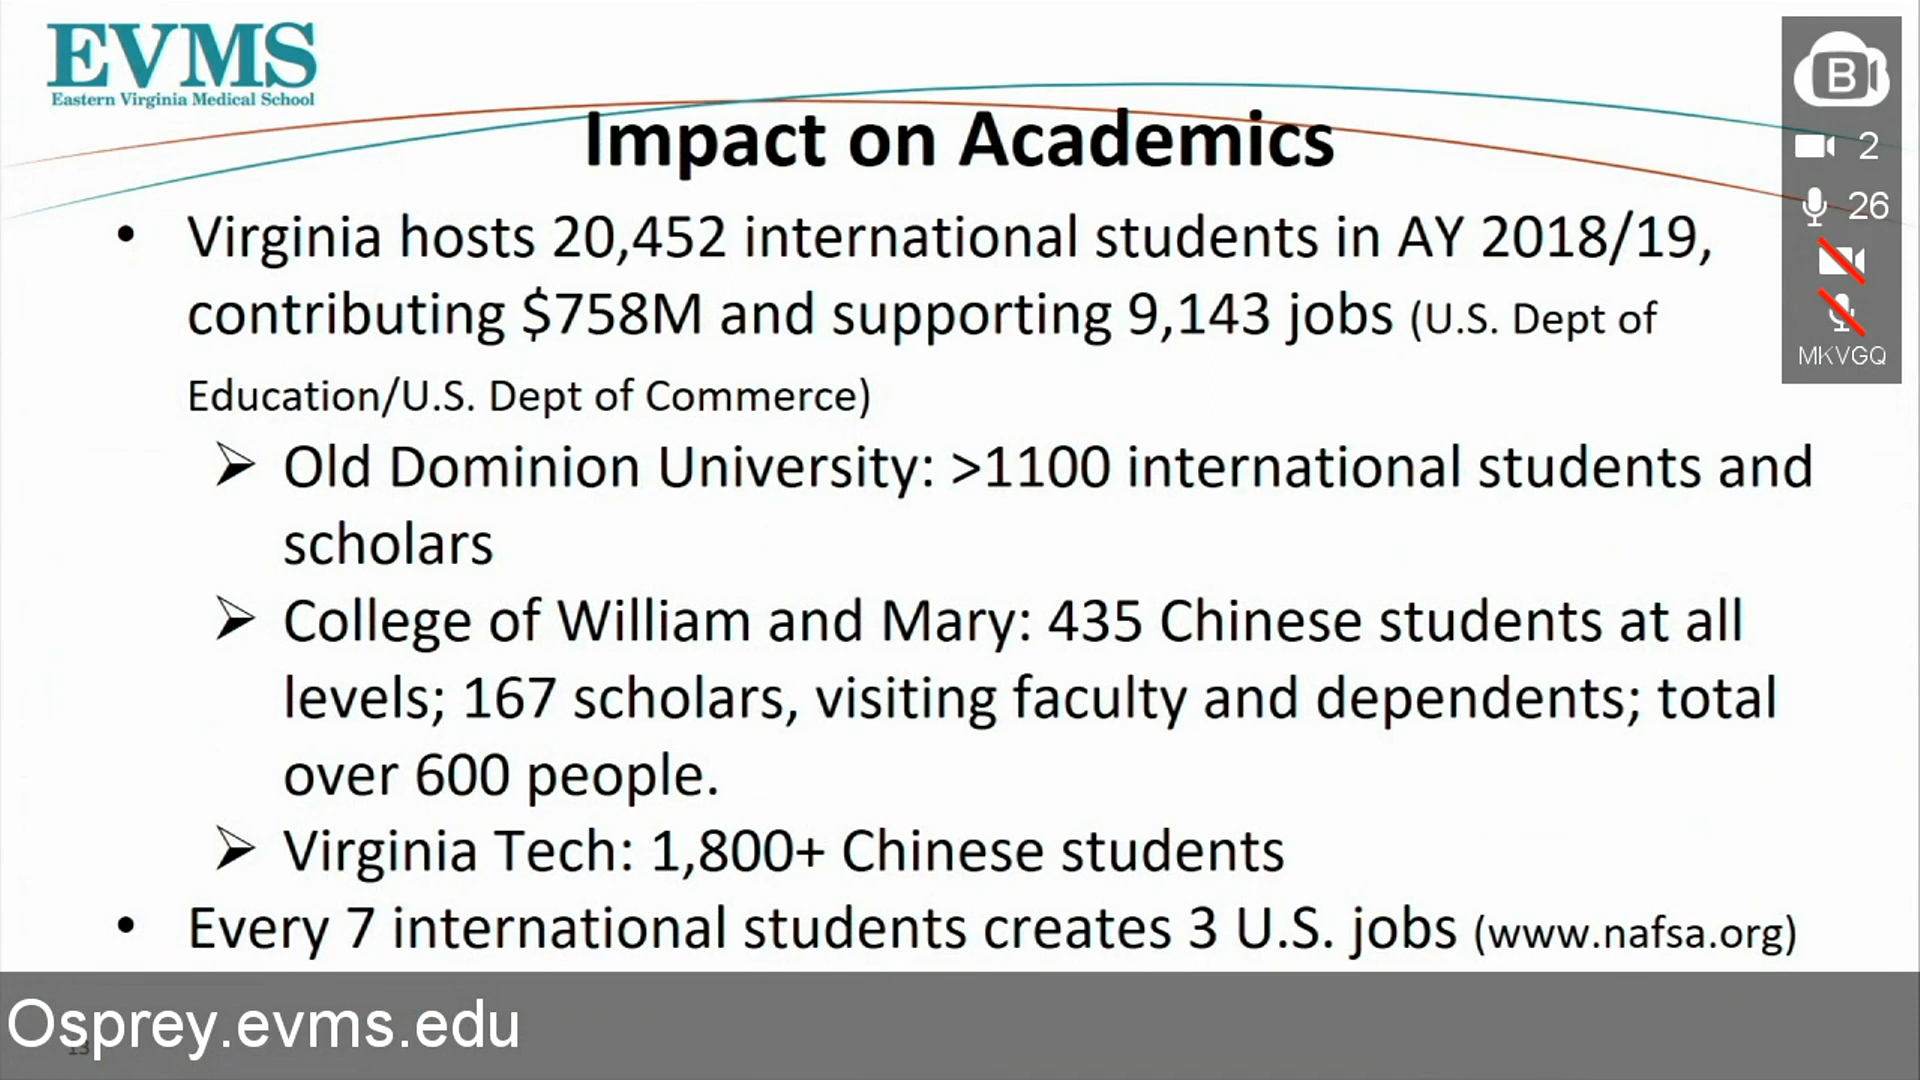 EVMS
Eastern Virginia Medical School
B
2
26
MKVGQ
Impact on Academics
• Virginia hosts 20,452 international students in AY 2018/19,
contributing $758M and supporting 9,143 jobs (U.S. Dept of
Education/U.S. Dept of Commerce)
➢ Old Dominion University: >1100 international students and
scholars
➢ College of William and Mary: 435 Chinese students at all
levels; 167 scholars, visiting faculty and dependents; total
over 600 people.
➢ Virginia Tech: 1,800+ Chinese students
• Every 7 international students creates 3 U.S. jobs (www.nafsa.org)
Osprey.evms.edu
13